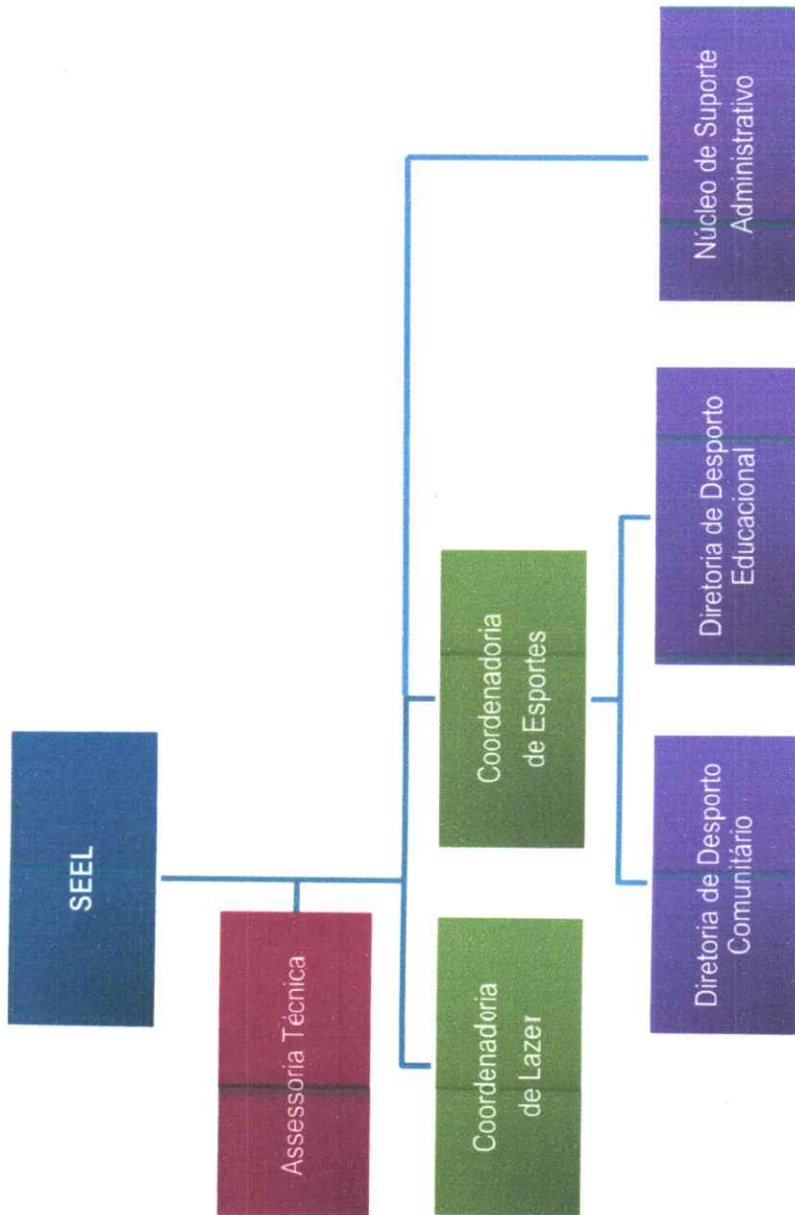 SEEL
Assessoria Técnica
Coordenadoria
de Lazer
Coordenadoria
de Esportes
Diretoria de Desporto
Comunitário
Diretoria de Desporto
Educacional
Núcleo de Suporte
Administrativo